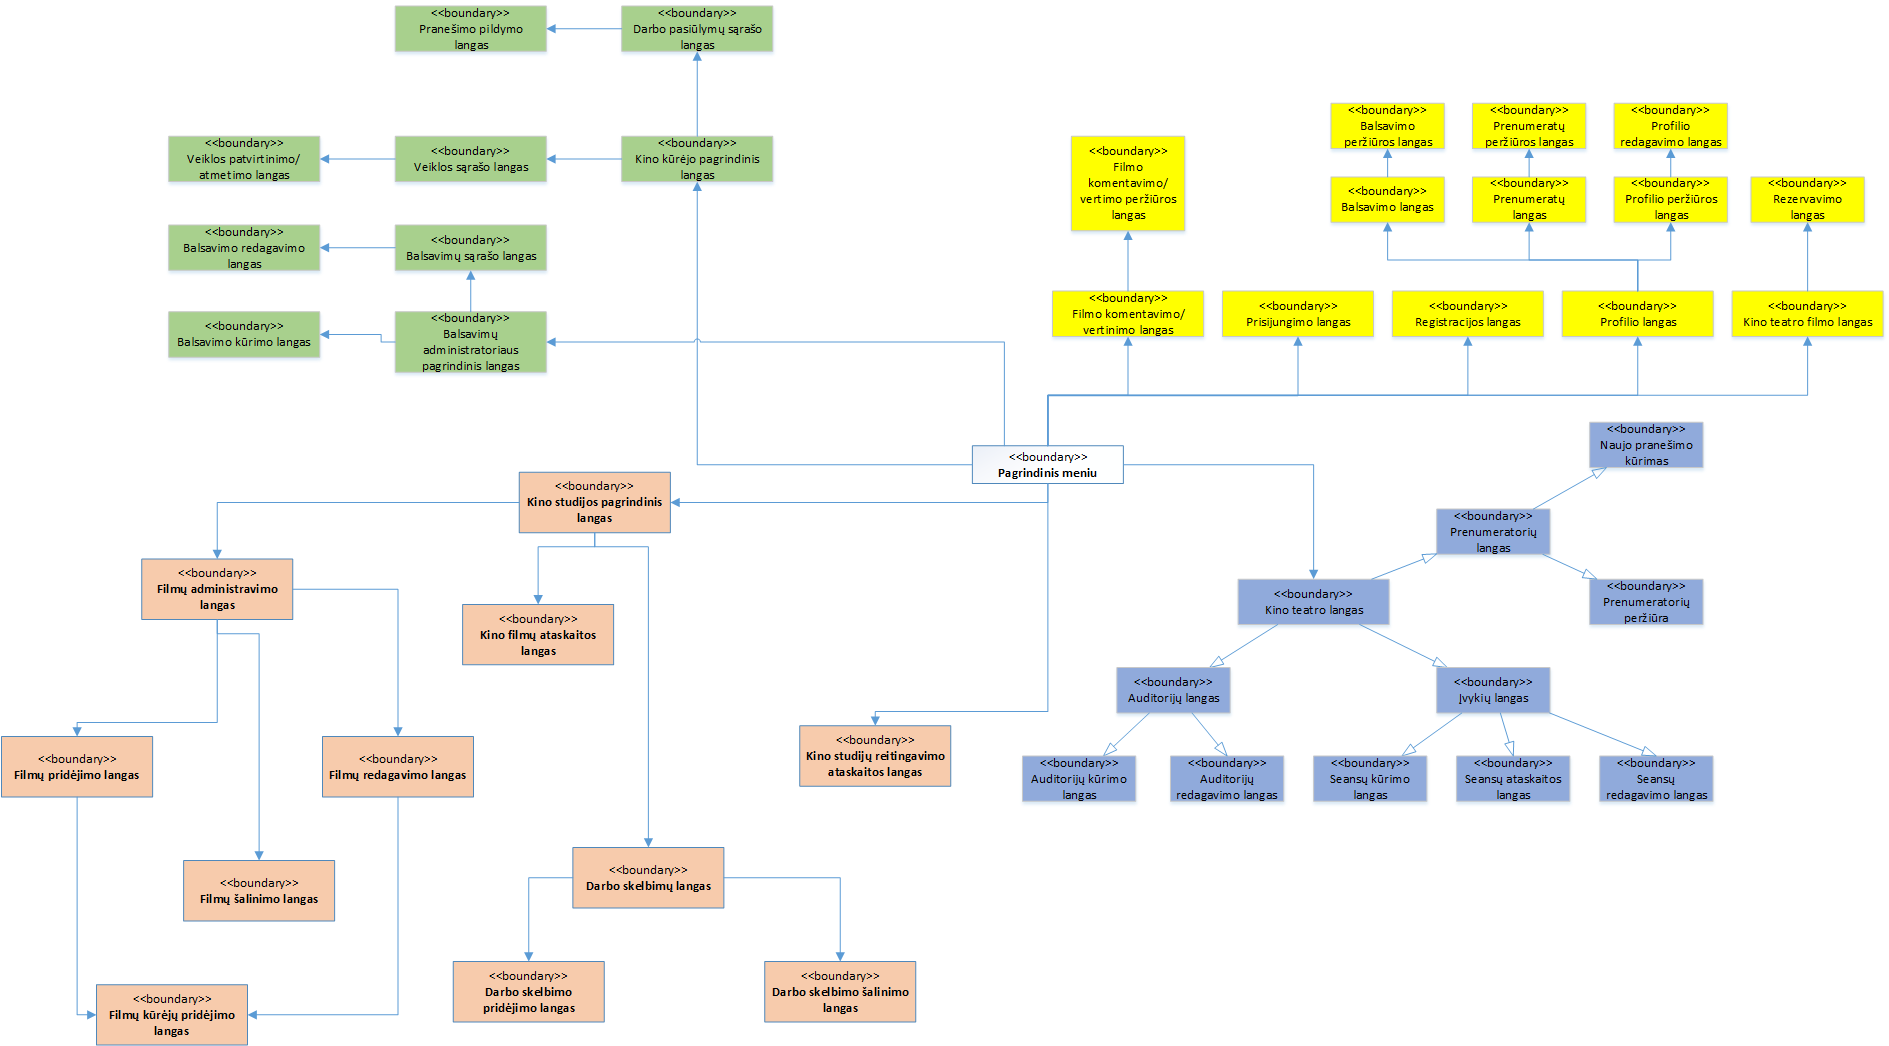 <<boundary>>
Pranešimo pildymo
langas
<<boundary>>
Darbo pasiūlymų sąrašo
langas
<<boundary>>
Veiklos patvirtinimo/
atmetimo langas
<<boundary>>
Veiklos sąrašo langas
<<boundary>>
Kino kūrėjo pagrindinis
langas
<<boundary>>
Balsavimo redagavimo
langas
<<boundary>>
Balsavimų sąrašo langas
<<boundary>>
Balsavimo kūrimo langas
<<boundary>>
Balsavimų
administratoriaus
pagrindinis langas
<<boundary>>
Filmo
komentavimo/
vertimo peržiūros
langas
<<boundary>>
Balsavimo
peržiūros langas
<<boundary>>
Prenumeratų
peržiūros langas
<<boundary>>
Profilio
redagavimo langas
<<boundary>>
Balsavimo langas
<<boundary>>
Prenumeratų
langas
<<boundary>>
Profilio peržiūros
langas
<<boundary>>
Rezervavimo
langas
<<boundary>>
Filmo komentavimo/
vertinimo langas
<<boundary>>
Prisijungimo langas
<<boundary>>
Registracijos langas
<<boundary>>
Profilio langas
<<boundary>>
Kino teatro filmo langas
<<boundary>>
Pagrindinis meniu
<<boundary>>
Naujo pranešimo
kūrimas
<<boundary>>
Prenumeratorių
langas
<<boundary>>
Prenumeratorių
peržiūra
<<boundary>>
Kino teatro langas
<<boundary>>
Auditorijų langas
<<boundary>>
Įvykių langas
<<boundary>>
Auditorijų kūrimo
langas
<<boundary>>
Auditorijų
redagavimo langas
<<boundary>>
Seansų kūrimo
langas
<<boundary>>
Seansų ataskaitos
langas
<<boundary>>
Seansų
redagavimo langas
<<boundary>>
Kino studijos pagrindinis
langas
<<boundary>>
Filmų administravimo
langas
<<boundary>>
Kino filmų ataskaitos
langas
<<boundary>>
Filmų pridėjimo langas
<<boundary>>
Filmų redagavimo langas
<<boundary>>
Kino studijų reitingavimo
ataskaitos langas
<<boundary>>
Filmų šalinimo langas
<<boundary>>
Darbo skelbimų langas
<<boundary>>
Filmų kūrėjų pridėjimo
langas
<<boundary>>
Darbo skelbimo
pridėjimo langas
<<boundary>>
Darbo skelbimo šalinimo
langas